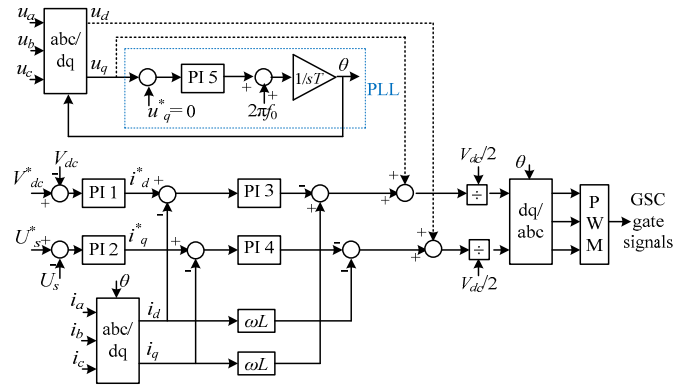 u_a
u_b
u_c
abc/
dq
u_d
u_q
PI 5
u*_q=0
+
+
2πf_0
1/sT
θ
PLL
V_dc
-
V*_dc
+
PI 1
i*_d
+
-
PI 3
-
+
+
+
V_dc/2
÷
θ
dq/
abc
P
W
M
GSC
gate
signals
U*_s
+
-
U_s
PI 2
i*_q
+
-
PI 4
-
-
+
+
÷
V_dc/2
θ
i_a
i_b
i_c
abc/
dq
i_d
i_q
ωL
ωL